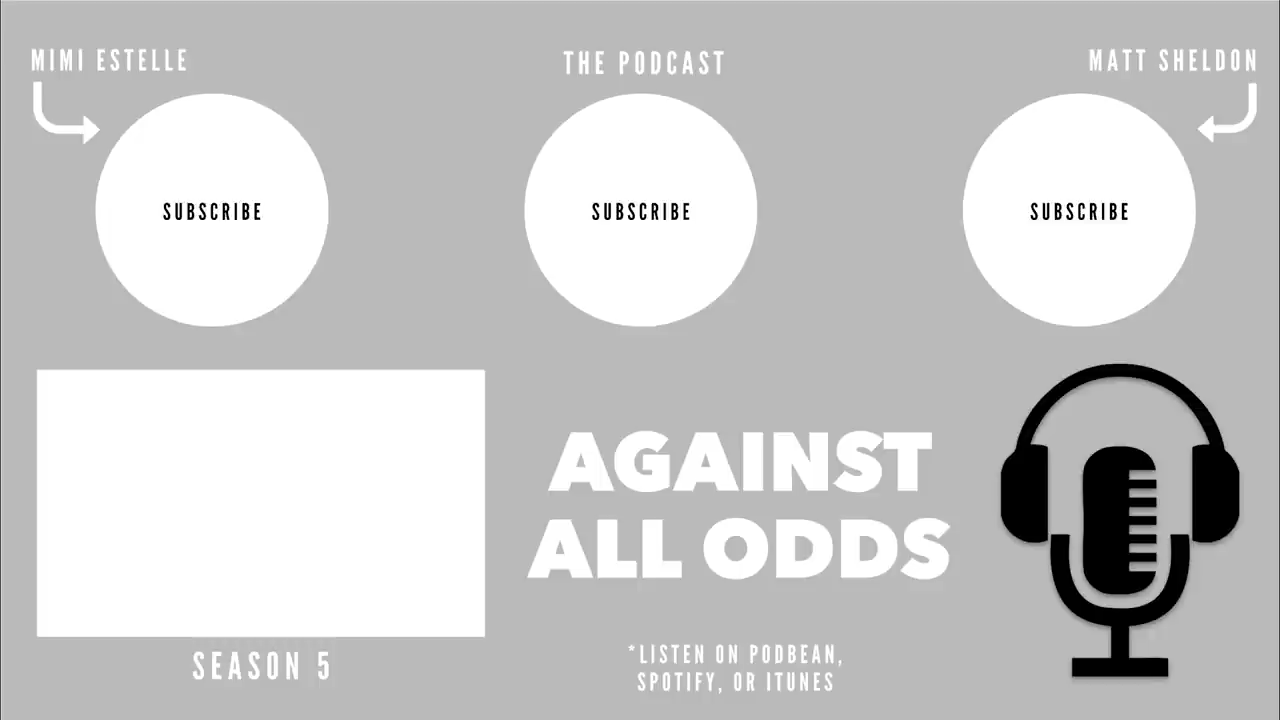 MIMI ESTELLE
THE PODCAST
MATT SHELDON
SUBSCRIBE
SUBSCRIBE
SUBSCRIBE
AGAINST
ALL ODDS
SEASON 5
*LISTEN ON PODBEAN,
SPOTIFY, OR ITUNES